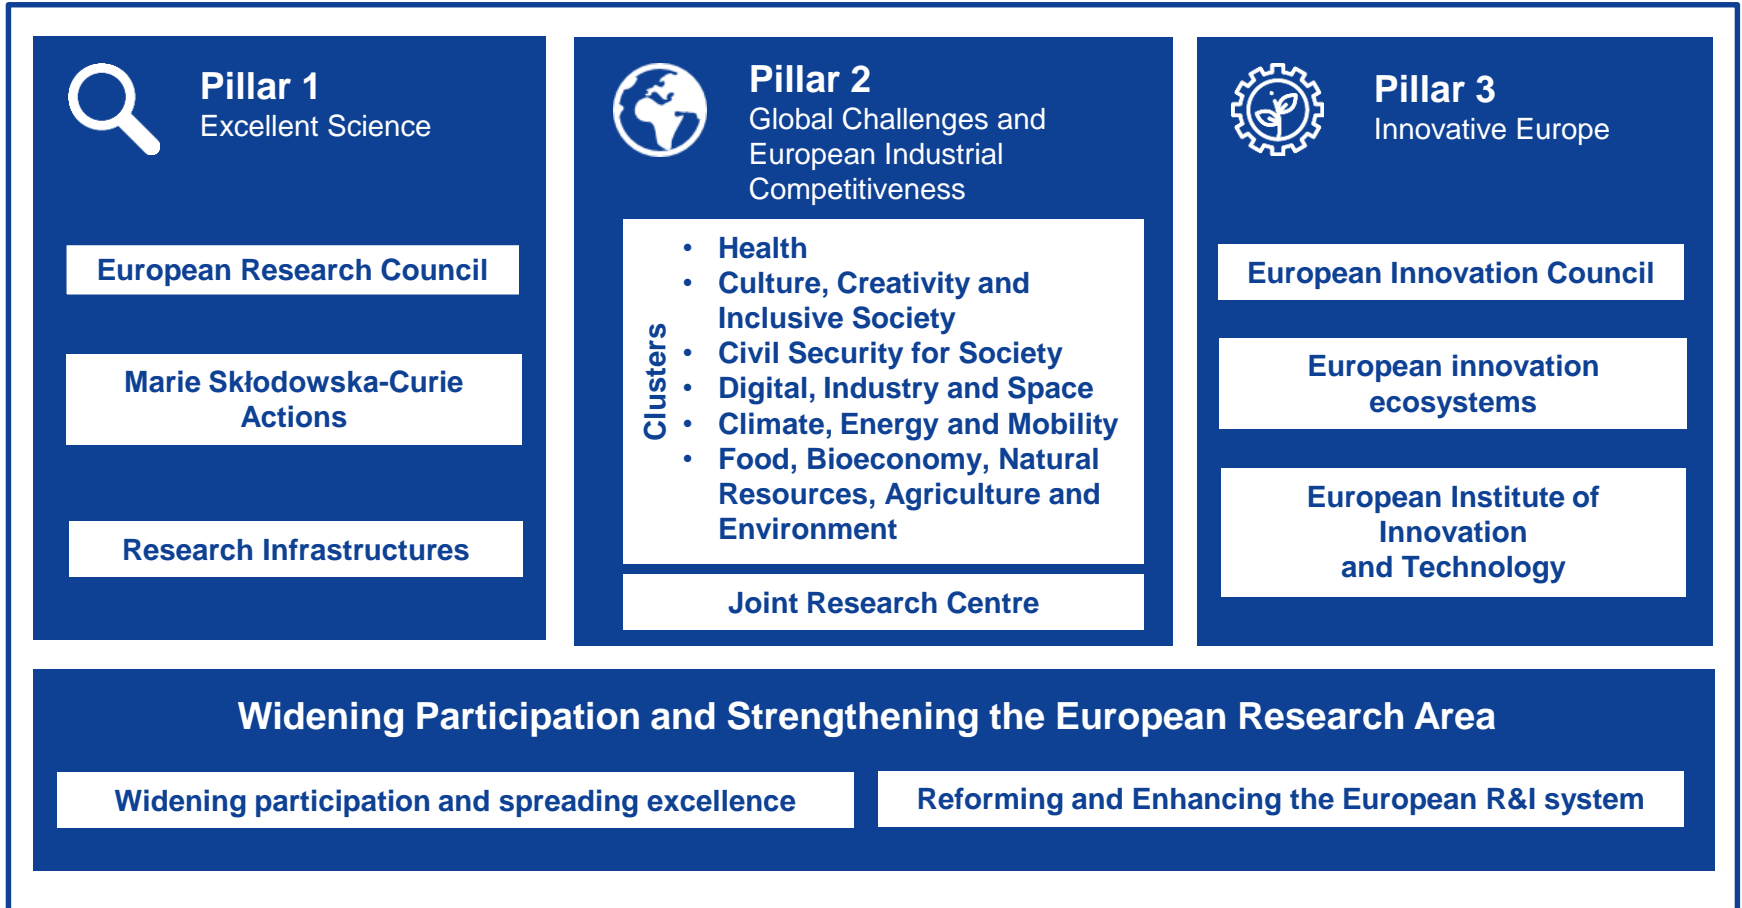 Pillar 1
Excellent Science
European Research Council
Marie Skłodowska-Curie
Actions
Research Infrastructures
Pillar 2
Global Challenges and
European Industrial
Competitiveness
Clusters
• Health
• Culture, Creativity and
Inclusive Society
• Civil Security for Society
• Digital, Industry and Space
• Climate, Energy and Mobility
• Food, Bioeconomy, Natural
Resources, Agriculture and
Environment
Joint Research Centre
Pillar 3
Innovative Europe
European Innovation Council
European innovation
ecosystems
European Institute of
Innovation
and Technology
Widening Participation and Strengthening the European Research Area
Widening participation and spreading excellence
Reforming and Enhancing the European R&I system